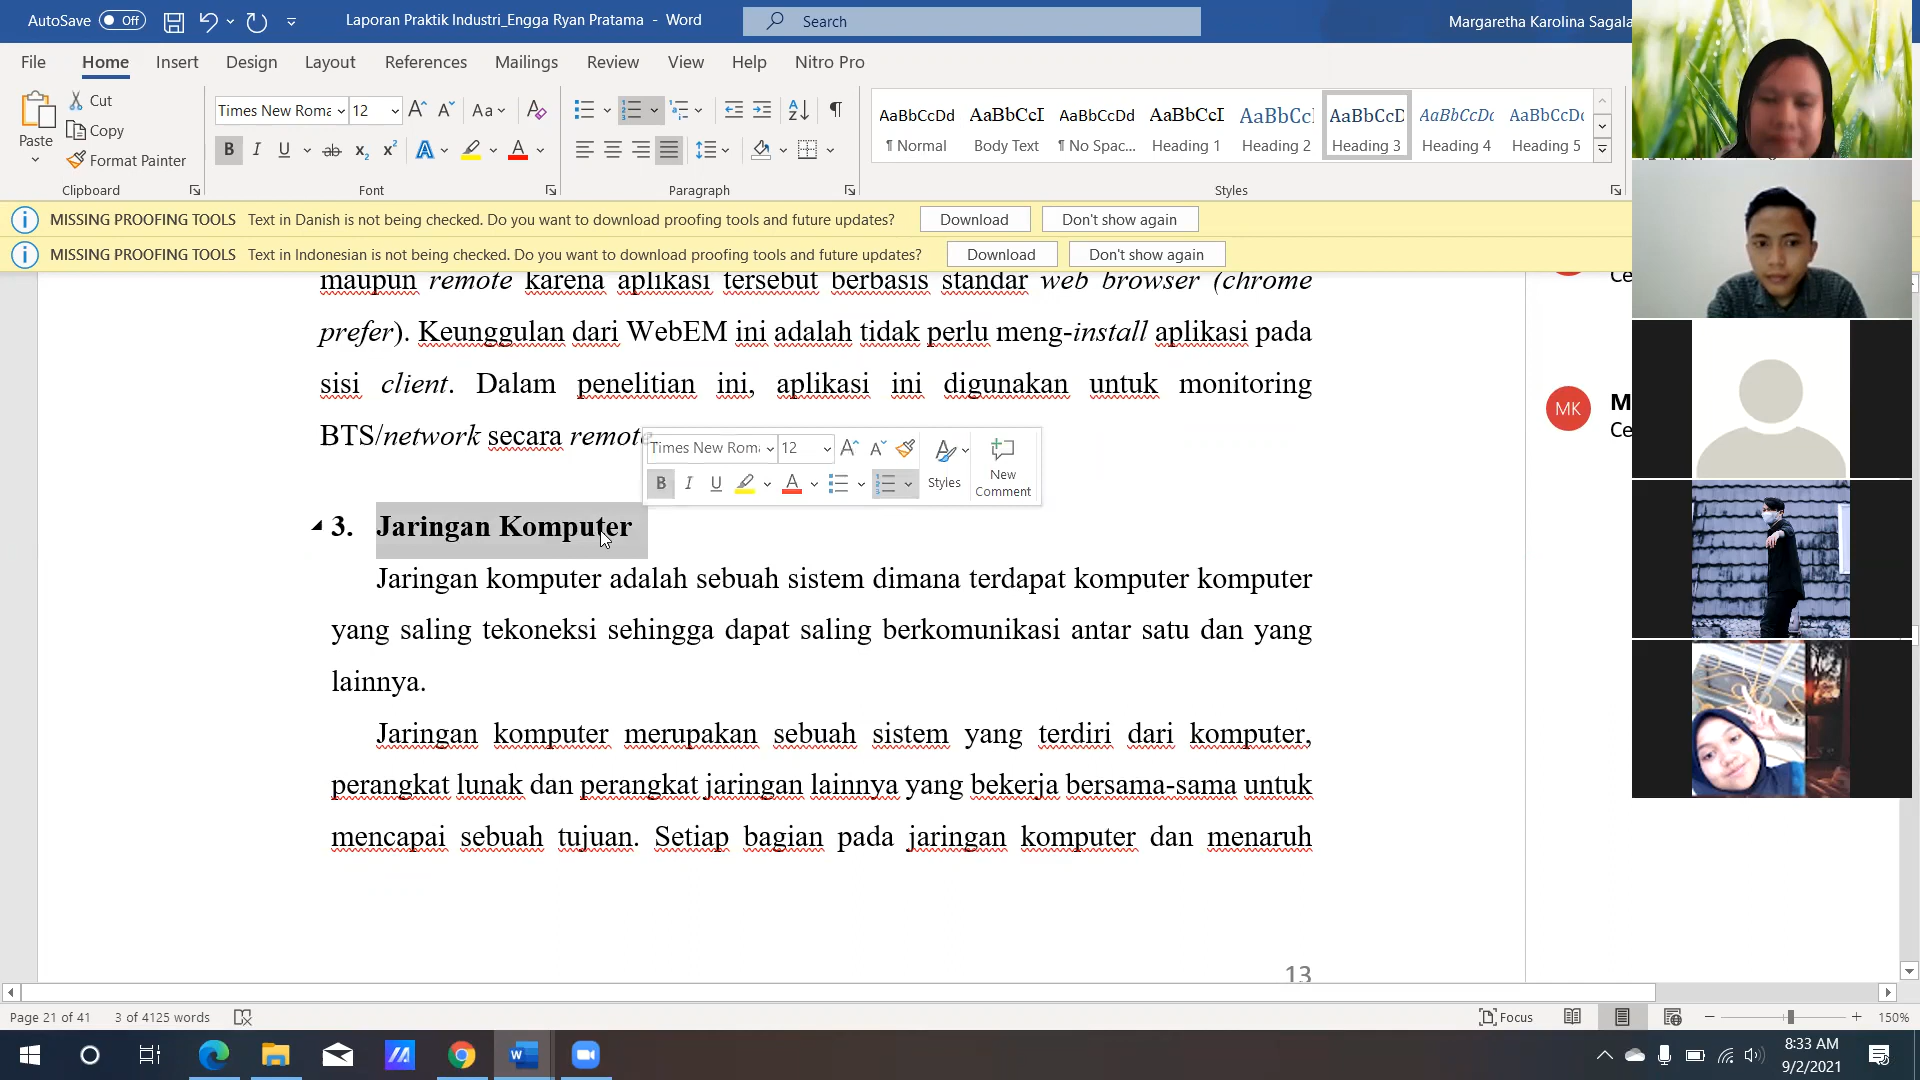 AutoSave Off Laporan Praktik Industri_Engga Ryan Pratama - Word Search Margaretha Karolina Sagala
File Home Insert Design Layout References Mailings Review View Help Nitro Pro
Paste Cut Copy Format Painter
Times New Roma 12
AaBbCcDd AaBbCcI AaBbCcDd AaBbCcI AaBbCc AaBbCcD AaBbCcDc AaBbCcDc
¶ Normal Body Text ¶ No Spac... Heading 1 Heading 2 Heading 3 Heading 4 Heading 5
Clipboard Font Paragraph Styles
MISSING PROOFING TOOLS Text in Danish is not being checked. Do you want to download proofing tools and future updates? Download Don't show again
MISSING PROOFING TOOLS Text in Indonesian is not being checked. Do you want to download proofing tools and future updates? Download Don't show again
maupun remote karena aplikasi tersebut berbasis standar web browser (chrome
prefer). Keunggulan dari WebEM ini adalah tidak perlu meng-install aplikasi pada
sisi client. Dalam penelitian ini, aplikasi ini digunakan untuk monitoring
BTS/network secara remote
Times New Roma 12
Styles New Comment
MK
3. Jaringan Komputer
Jaringan komputer adalah sebuah sistem dimana terdapat komputer komputer
yang saling tekoneksi sehingga dapat saling berkomunikasi antar satu dan yang
lainnya.
Jaringan komputer merupakan sebuah sistem yang terdiri dari komputer,
perangkat lunak dan perangkat jaringan lainnya yang bekerja bersama-sama untuk
mencapai sebuah tujuan. Setiap bagian pada jaringan komputer dan menaruh
13
Page 21 of 41 3 of 4125 words Focus 150%
8:33 AM
9/2/2021